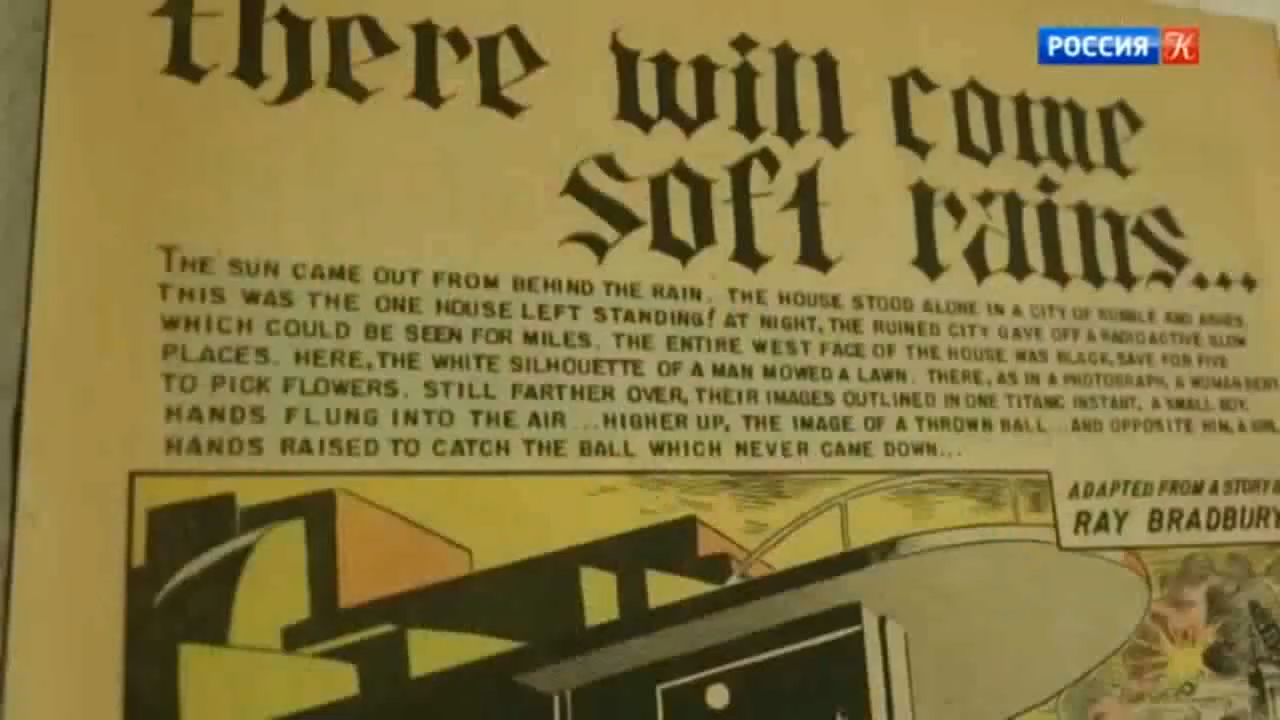 there will come
soft rains...
РОССИЯ К
THE SUN CAME OUT FROM BEHIND THE RAIN. THE HOUSE STOOD ALONE IN A CITY OF RUBBLE AND ASHES.
THIS WAS THE ONE HOUSE LEFT STANDING! AT NIGHT, THE RUINED CITY GAVE OFF A RADIOACTIVE GLOW
WHICH COULD BE SEEN FOR MILES. THE ENTIRE WEST FACE OF THE HOUSE WAS BLACK, SAVE FOR FIVE
PLACES. HERE, THE WHITE SILHOUETTE OF A MAN MOWED A LAWN. THERE, AS IN A PHOTOGRAPH, A WOMAN BENT
TO PICK FLOWERS. STILL FARTHER OVER, THEIR IMAGES OUTLINED IN ONE TITANIC INSTANT, A SMALL BOY,
HANDS FLUNG INTO THE AIR...HIGHER UP, THE IMAGE OF A THROWN BALL...AND OPPOSITE HIM, A GIRL,
HANDS RAISED TO CATCH THE BALL WHICH NEVER CAME DOWN...
ADAPTED FROM A STORY
RAY BRADBURY